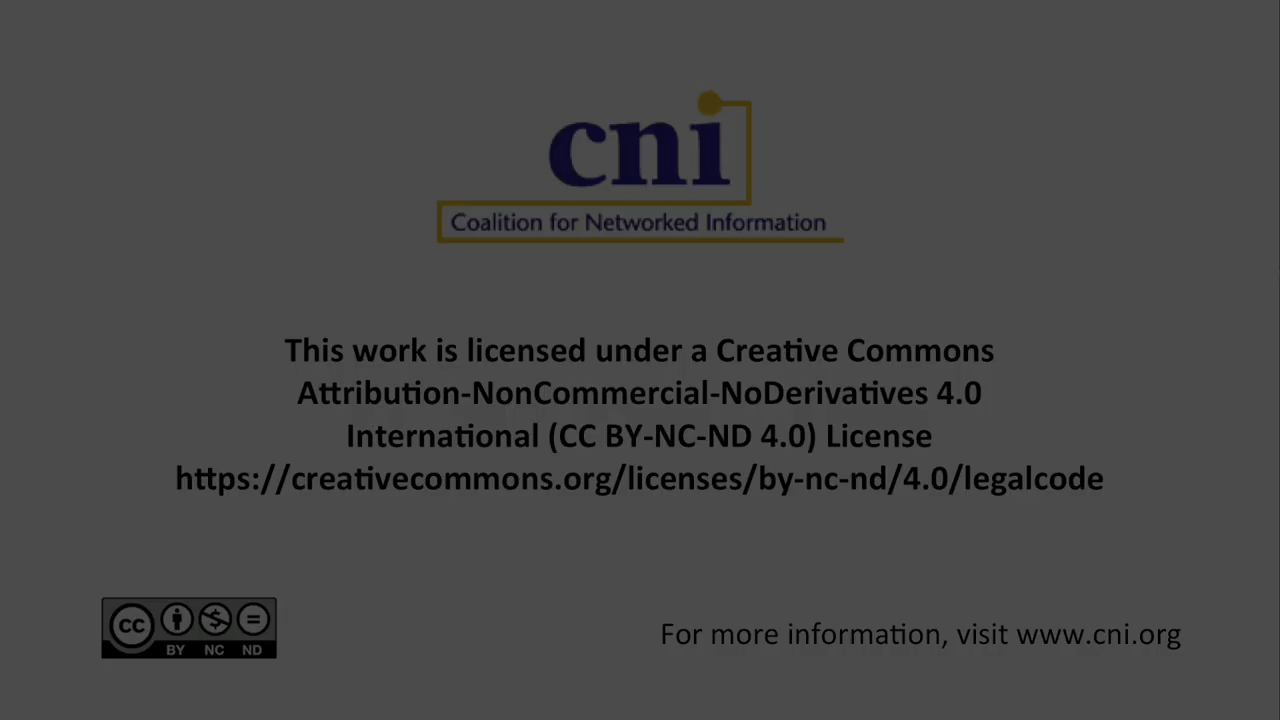 cni
Coalition for Networked Information
This work is licensed under a Creative Commons
Attribution-NonCommercial-NoDerivatives 4.0
International (CC BY-NC-ND 4.0) License
https://creativecommons.org/licenses/by-nc-nd/4.0/legalcode
CC BY NC ND
For more information, visit www.cni.org